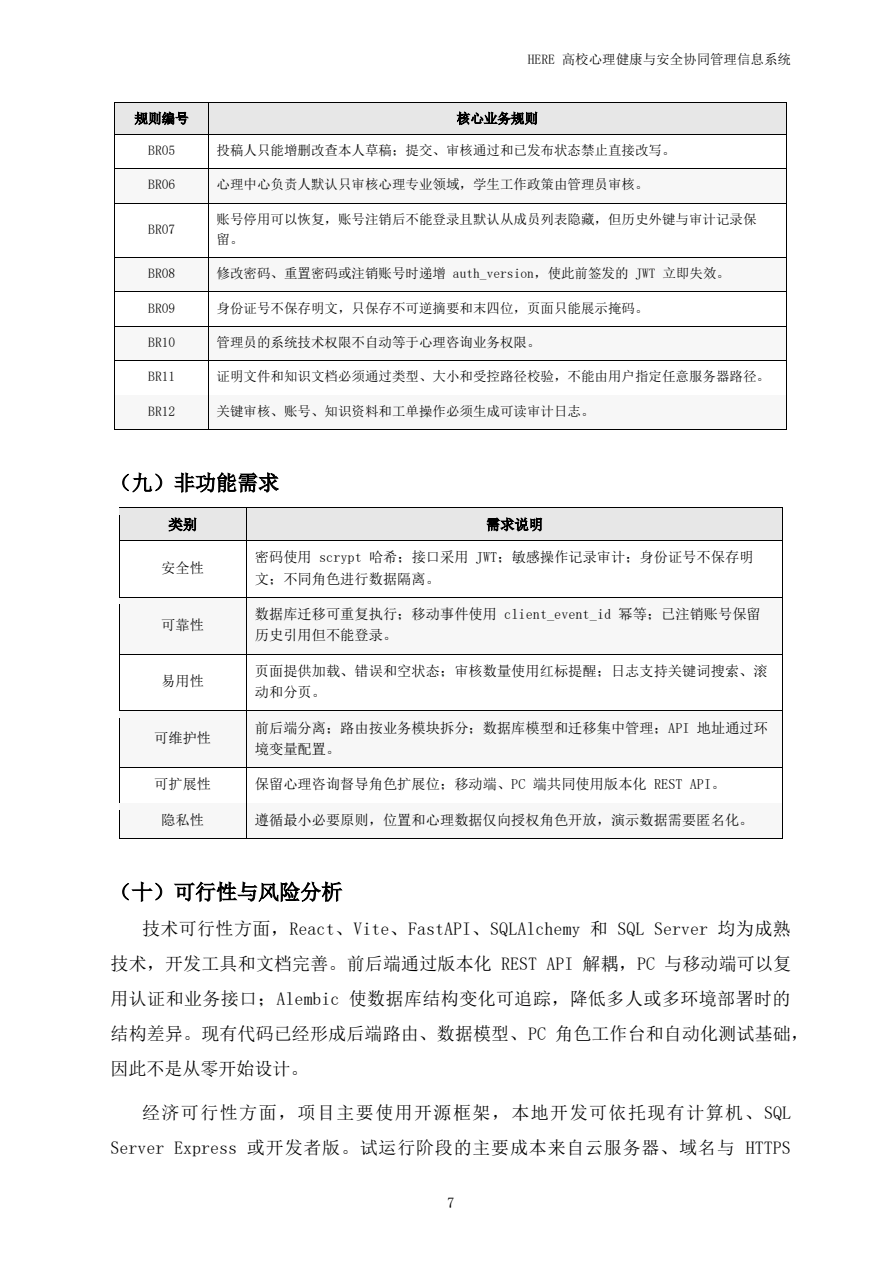 HERE 高校心理健康与安全协同管理信息系统
规则编号 核心业务规则
BR05 投稿人只能增删改查本人草稿；提交、审核通过和已发布状态禁止直接改写。
BR06 心理中心负责人默认只审核心理专业领域，学生工作政策由管理员审核。
BR07 账号停用可以恢复，账号注销后不能登录且默认从成员列表隐藏，但历史外键与审计记录保
留。
BR08 修改密码、重置密码或注销账号时递增 auth_version，使此前签发的 JWT 立即失效。
BR09 身份证号不保存明文，只保存不可逆摘要和末四位，页面只能展示掩码。
BR10 管理员的系统技术权限不自动等于心理咨询业务权限。
BR11 证明文件和知识文档必须通过类型、大小和受控路径校验，不能由用户指定任意服务器路径。
BR12 关键审核、账号、知识资料和工单操作必须生成可读审计日志。
（九）非功能需求
类别 需求说明
安全性 密码使用 scrypt 哈希；接口采用 JWT；敏感操作记录审计；身份证号不保存明
文；不同角色进行数据隔离。
可靠性 数据库迁移可重复执行；移动事件使用 client_event_id 幂等；已注销账号保留
历史引用但不能登录。
易用性 页面提供加载、错误和空状态；审核数量使用红标提醒；日志支持关键词搜索、滚
动和分页。
可维护性 前后端分离；路由按业务模块拆分；数据库模型和迁移集中管理；API 地址通过环
境变量配置。
可扩展性 保留心理咨询督导角色扩展位；移动端、PC 端共同使用版本化 REST API。
隐私性 遵循最小必要原则，位置和心理数据仅向授权角色开放，演示数据需要匿名化。
（十）可行性与风险分析
技术可行性方面，React、Vite、FastAPI、SQLAlchemy 和 SQL Server 均为成熟
技术，开发工具和文档完善。前后端通过版本化 REST API 解耦，PC 与移动端可以复
用认证和业务接口；Alembic 使数据库结构变化可追踪，降低多人或多环境部署时的
结构差异。现有代码已经形成后端路由、数据模型、PC 角色工作台和自动化测试基础，
因此不是从零开始设计。
经济可行性方面，项目主要使用开源框架，本地开发可依托现有计算机、SQL
Server Express 或开发者版。试运行阶段的主要成本来自云服务器、域名与 HTTPS
7